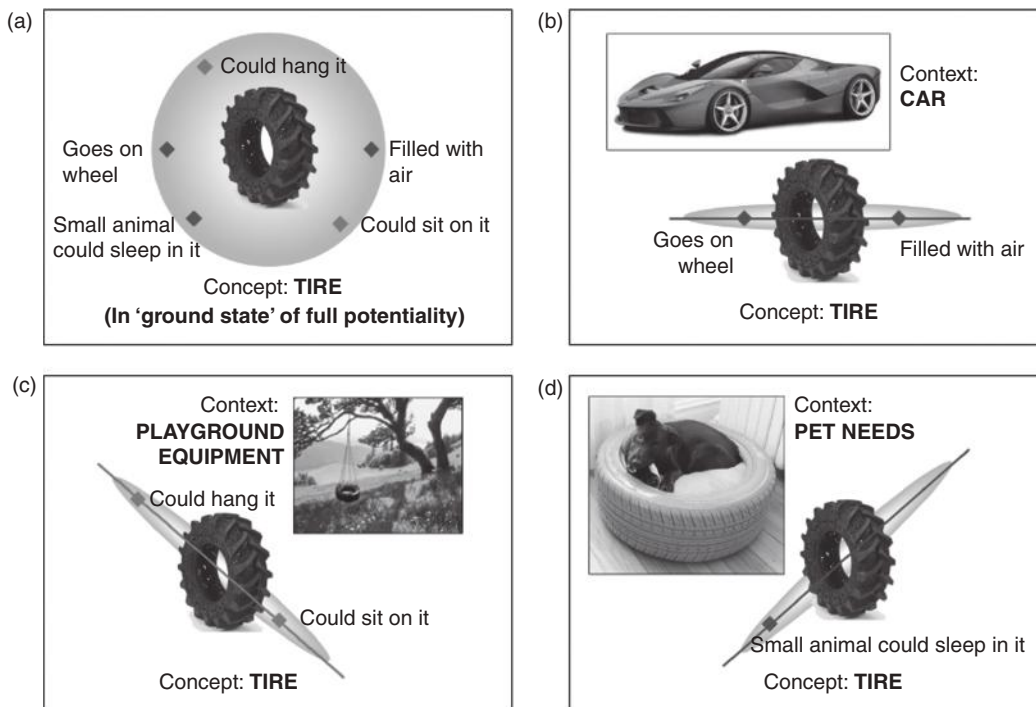 (a)
Could hang it
Goes on
wheel
Filled with
air
Small animal
could sleep in it
Could sit on it
Concept: TIRE
(In ‘ground state’ of full potentiality)
(b)
Context:
CAR
Goes on
wheel
Filled with air
Concept: TIRE
(c)
Context:
PLAYGROUND
EQUIPMENT
Could hang it
Could sit on it
Concept: TIRE
(d)
Context:
PET NEEDS
Small animal could sleep in it
Concept: TIRE